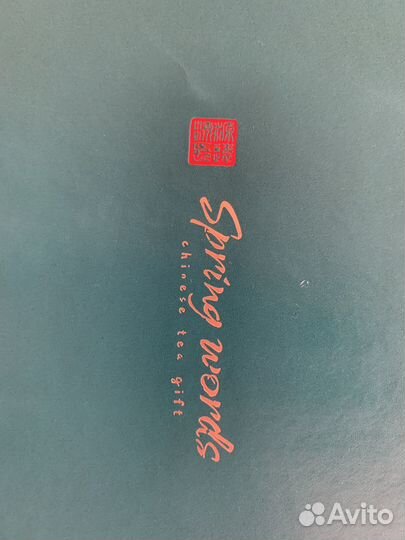 Spring words
chinese tea gift
Avito